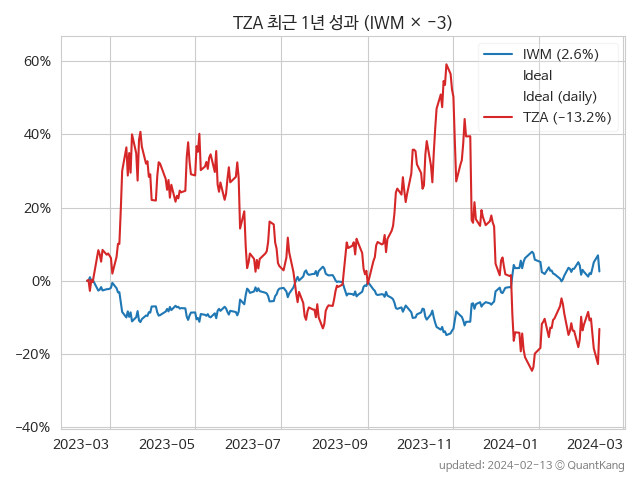 TZA 최근 1년 성과 (IWM × −3)
IWM (2.6%)
Ideal
Ideal (daily)
TZA (−13.2%)
60%
40%
20%
0%
−20%
−40%
2023−03
2023−05
2023−07
2023−09
2023−11
2024−01
2024−03
updated: 2024−02−13 © QuantKang